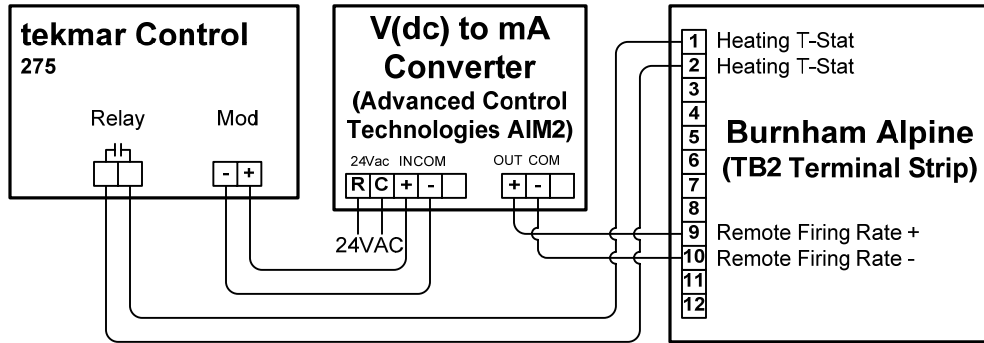 tekmar Control
275
Relay
Mod
- +
V(dc) to mA
Converter
(Advanced Control
Technologies AIM2)
24Vac INCOM
OUT COM
R C + -
+ -
24VAC
1 Heating T-Stat
2 Heating T-Stat
3
4
5
6
7
8
9 Remote Firing Rate +
10 Remote Firing Rate -
11
12
Burnham Alpine
(TB2 Terminal Strip)